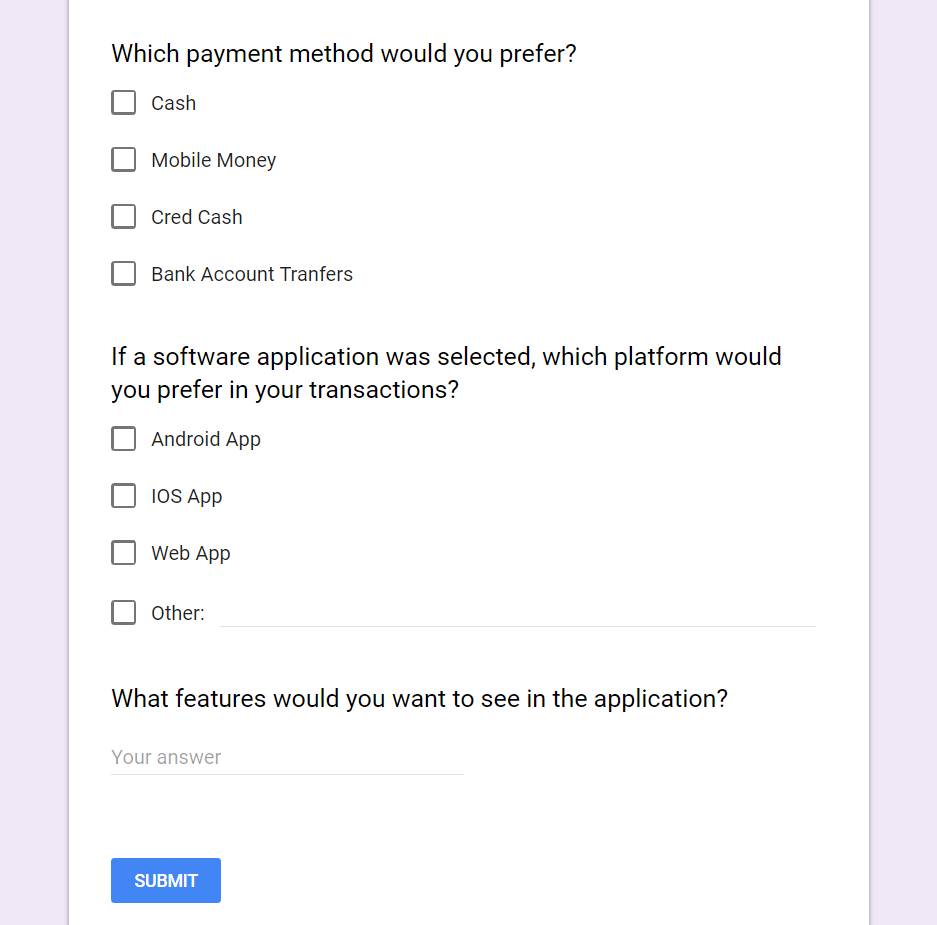 Which payment method would you prefer?
Cash
Mobile Money
Cred Cash
Bank Account Tranfers
If a software application was selected, which platform would
you prefer in your transactions?
Android App
IOS App
Web App
Other:
What features would you want to see in the application?
Your answer
SUBMIT